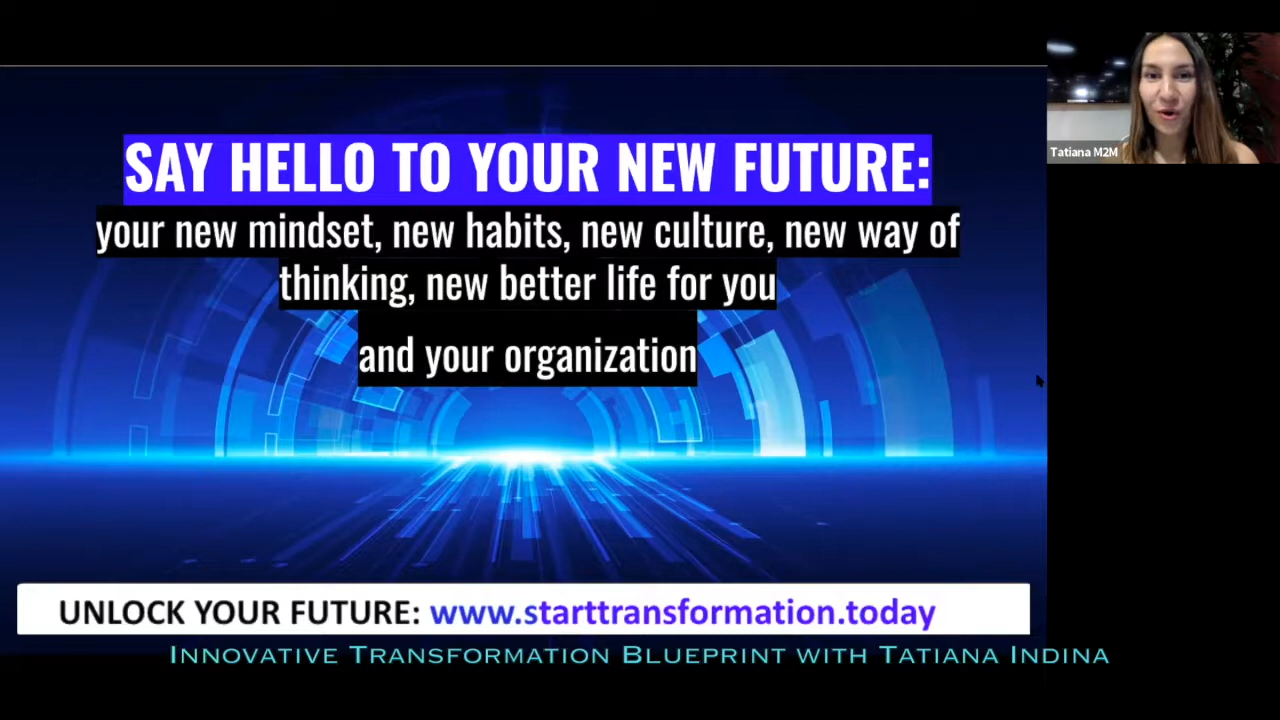 SAY HELLO TO YOUR NEW FUTURE:
your new mindset, new habits, new culture, new way of
thinking, new better life for you
and your organization
Tatiana M2M
UNLOCK YOUR FUTURE: www.starttransformation.today
INNOVATIVE TRANSFORMATION BLUEPRINT WITH TATIANA INDINA